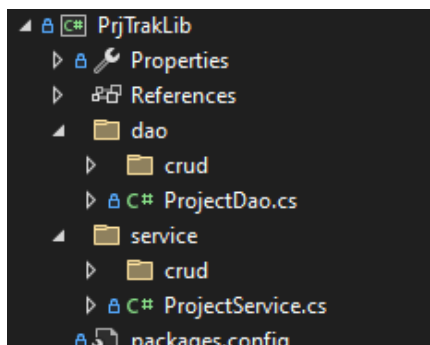 C# PrjTrakLib
Properties
References
dao
crud
C# ProjectDao.cs
service
crud
C# ProjectService.cs
packages.config